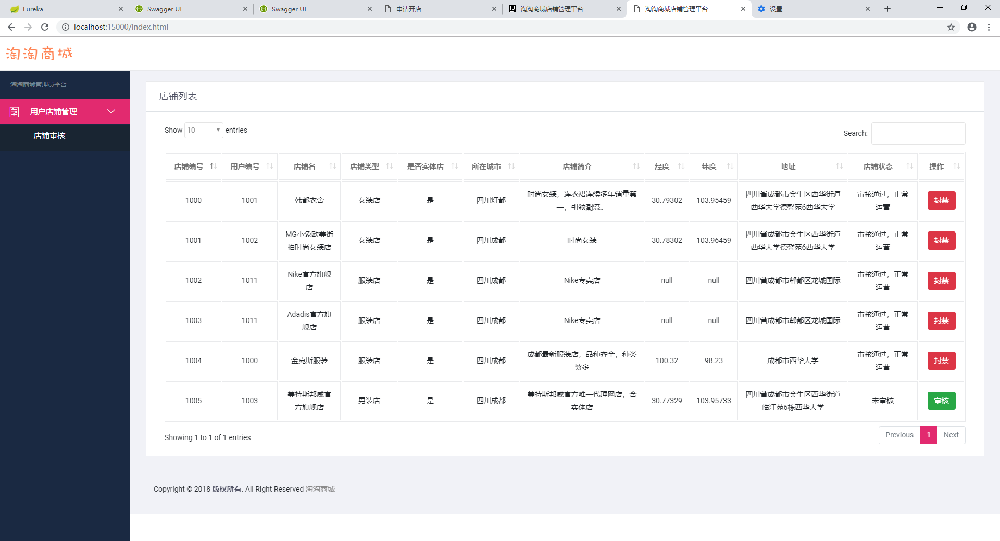 Eureka
Swagger UI
Swagger UI
申请开店
淘淘商城店铺管理平台
淘淘商城店铺管理平台
设置
localhost:15000/index.html
淘淘商城
淘淘商城管理员平台
用户店铺管理
店铺审核
店铺列表
Show 10 entries
Search:
店铺编号 用户编号 店铺名 店铺类型 是否实体店 所在城市 店铺简介 经度 纬度 地址 店铺状态 操作
1000 1001 韩都衣舍 女装店 是 四川灯都 时尚女装，连衣裙连续多年销量第 30.79302 103.95459 四川省成都市金牛区西华街道 审核通过，正常 封禁
一，引领潮流。 西华大学德馨苑6西华大学 运营
1001 1002 MG小象欧美街 女装店 是 四川成都 时尚女装 30.78302 103.96459 四川省成都市金牛区西华街道 审核通过，正常 封禁
拍时尚女装店 西华大学德馨苑6西华大学 运营
1002 1011 Nike官方旗舰 服装店 是 四川成都 Nike专卖店 null null 四川省成都市郫都区龙城国际 审核通过，正常 封禁
店 运营
1003 1011 Adadis官方旗 服装店 是 四川成都 Nike专卖店 null null 四川省成都市郫都区龙城国际 审核通过，正常 封禁
舰店 运营
1004 1000 金克斯服装 服装店 是 四川成都 成都最新服装店，品种齐全，种类 100.32 98.23 成都市西华大学 审核通过，正常 封禁
繁多 运营
1005 1003 美特斯邦威官 男装店 是 四川成都 美特斯邦威官方唯一代理网店，含 30.77329 103.95733 四川省成都市金牛区西华街道 未审核 审核
方旗舰店 实体店 临江苑6栋西华大学
Showing 1 to 1 of 1 entries
Previous 1 Next
Copyright © 2018 版权所有. All Right Reserved 淘淘商城